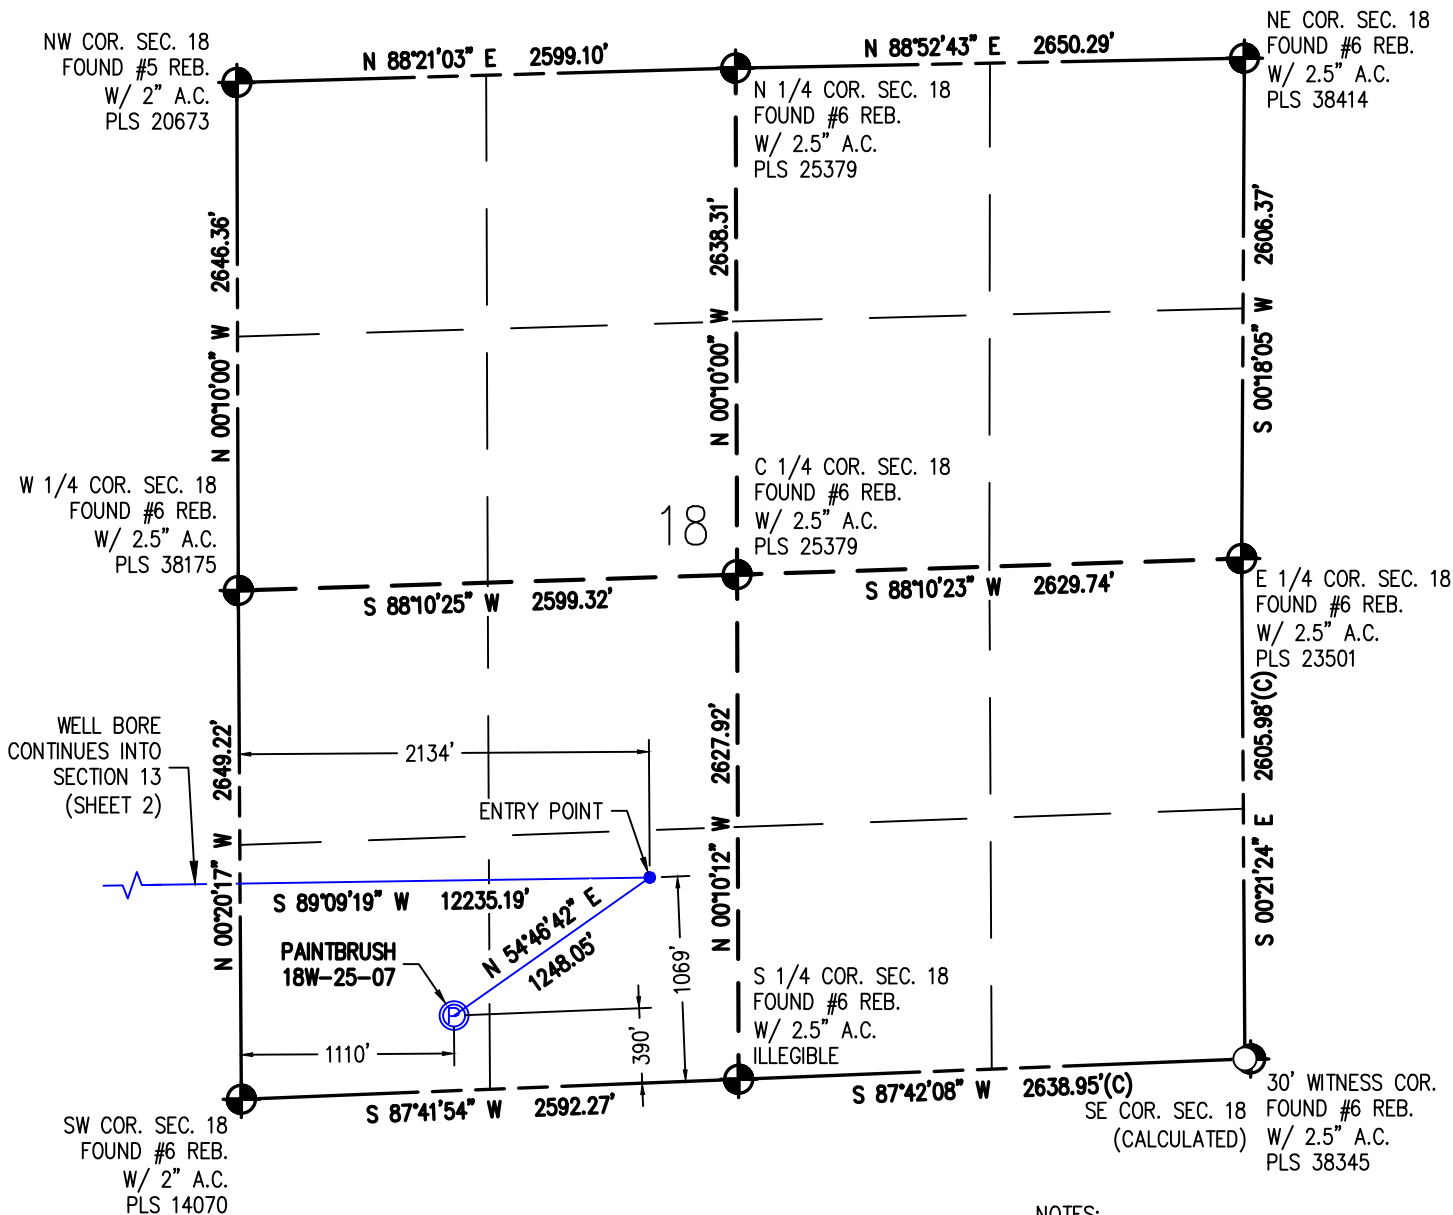 NW COR. SEC. 18
FOUND #5 REB.
W/ 2" A.C.
PLS 20673
N 88°21'03" E 2599.10'
N 88°52'43" E 2650.29'
NE COR. SEC. 18
FOUND #6 REB.
W/ 2.5" A.C.
PLS 38414
N 1/4 COR. SEC. 18
FOUND #6 REB.
W/ 2.5" A.C.
PLS 25379
N 00°10'00" W 2646.36'
N 00°10'00" W 2638.31'
S 00°18'05" W 2606.37'
W 1/4 COR. SEC. 18
FOUND #6 REB.
W/ 2.5" A.C.
PLS 38175
18
C 1/4 COR. SEC. 18
FOUND #6 REB.
W/ 2.5" A.C.
PLS 25379
S 88°10'25" W 2599.32'
S 88°10'23" W 2629.74'
E 1/4 COR. SEC. 18
FOUND #6 REB.
W/ 2.5" A.C.
PLS 23501
WELL BORE
CONTINUES INTO
SECTION 13
(SHEET 2)
N 00°20'17" W 2649.22'
2134'
ENTRY POINT
N 00°10'12" W 2627.92'
S 00°21'24" E 2605.98'(C)
S 89°09'19" W 12235.19'
N 54°46'42" E
1248.05'
PAINTBRUSH
18W-25-07
P
1069'
390'
1110'
S 1/4 COR. SEC. 18
FOUND #6 REB.
W/ 2.5" A.C.
ILLEGIBLE
S 87°41'54" W 2592.27'
S 87°42'08" W 2638.95'(C)
SW COR. SEC. 18
FOUND #6 REB.
W/ 2" A.C.
PLS 14070
SE COR. SEC. 18
(CALCULATED)
30' WITNESS COR.
FOUND #6 REB.
W/ 2.5" A.C.
PLS 38345
NOTES: